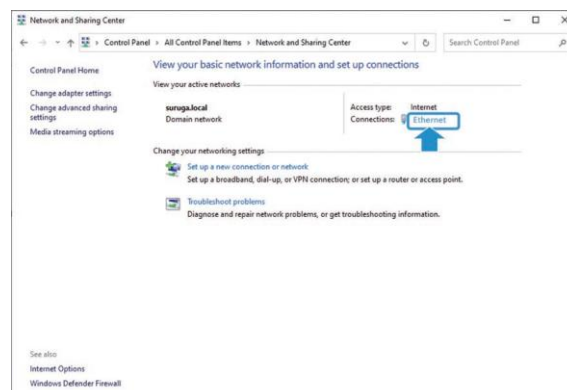 Network and Sharing Center
Control Panel > All Control Panel Items > Network and Sharing Center
Search Control Panel
Control Panel Home
Change adapter settings
Change advanced sharing
settings
Media streaming options
View your basic network information and set up connections
View your active networks
suruga.local
Domain network
Access type: Internet
Connections: Ethernet
Change your networking settings
Set up a new connection or network
Set up a broadband, dial-up, or VPN connection; or set up a router or access point.
Troubleshoot problems
Diagnose and repair network problems, or get troubleshooting information.
See also
Internet Options
Windows Defender Firewall